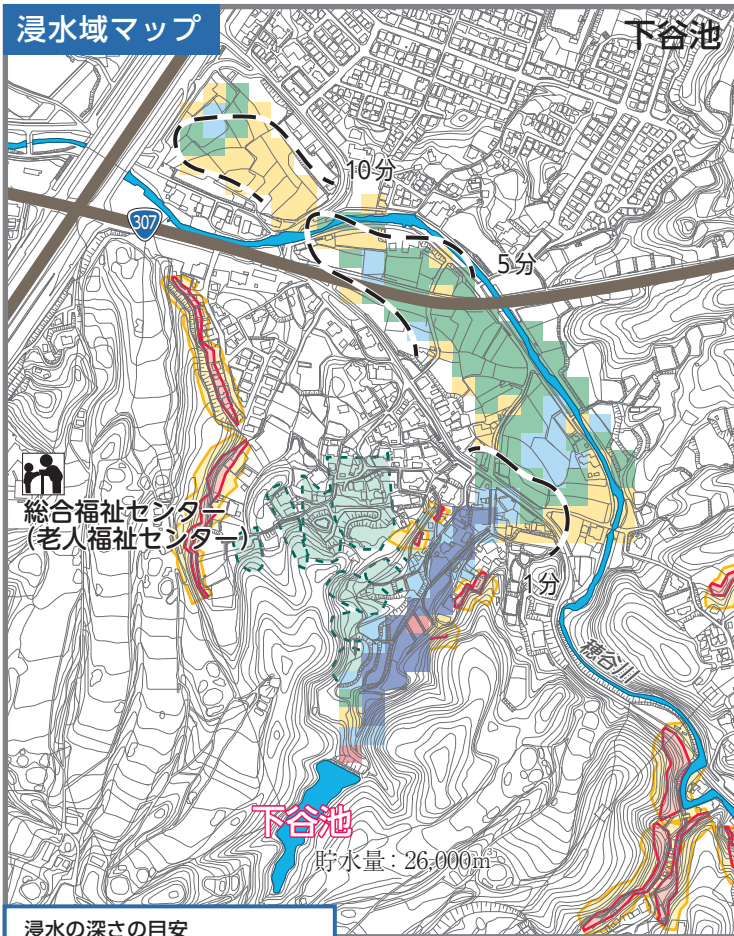 浸水域マップ
下谷池
10分
307
5分
総合福祉センター
(老人福祉センター)
1分
穂谷川
下谷池
貯水量：26,000m³
浸水の深さの目安